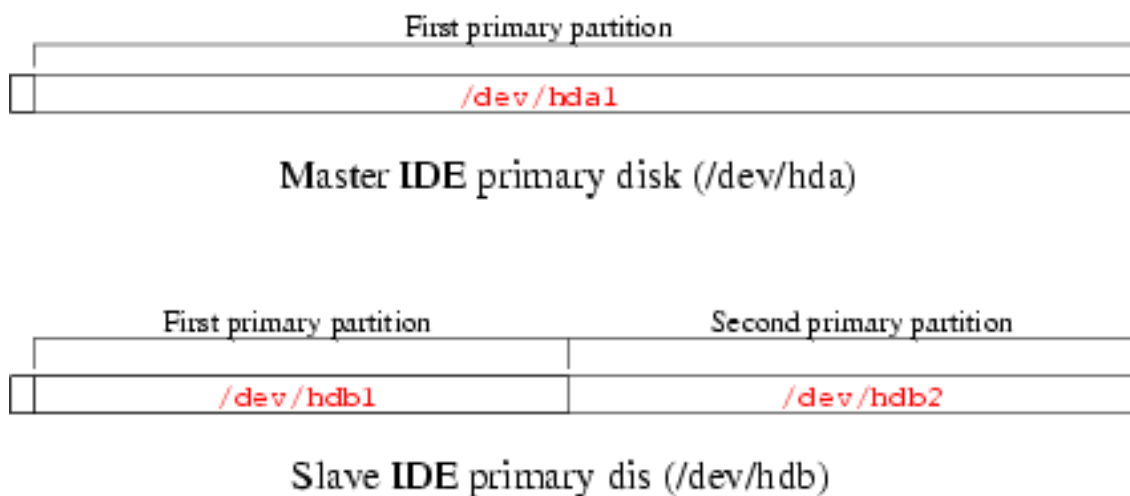 First primary partition
/dev/hda1
Master IDE primary disk (/dev/hda)
First primary partition Second primary partition
/dev/hdb1 /dev/hdb2
Slave IDE primary dis (/dev/hdb)